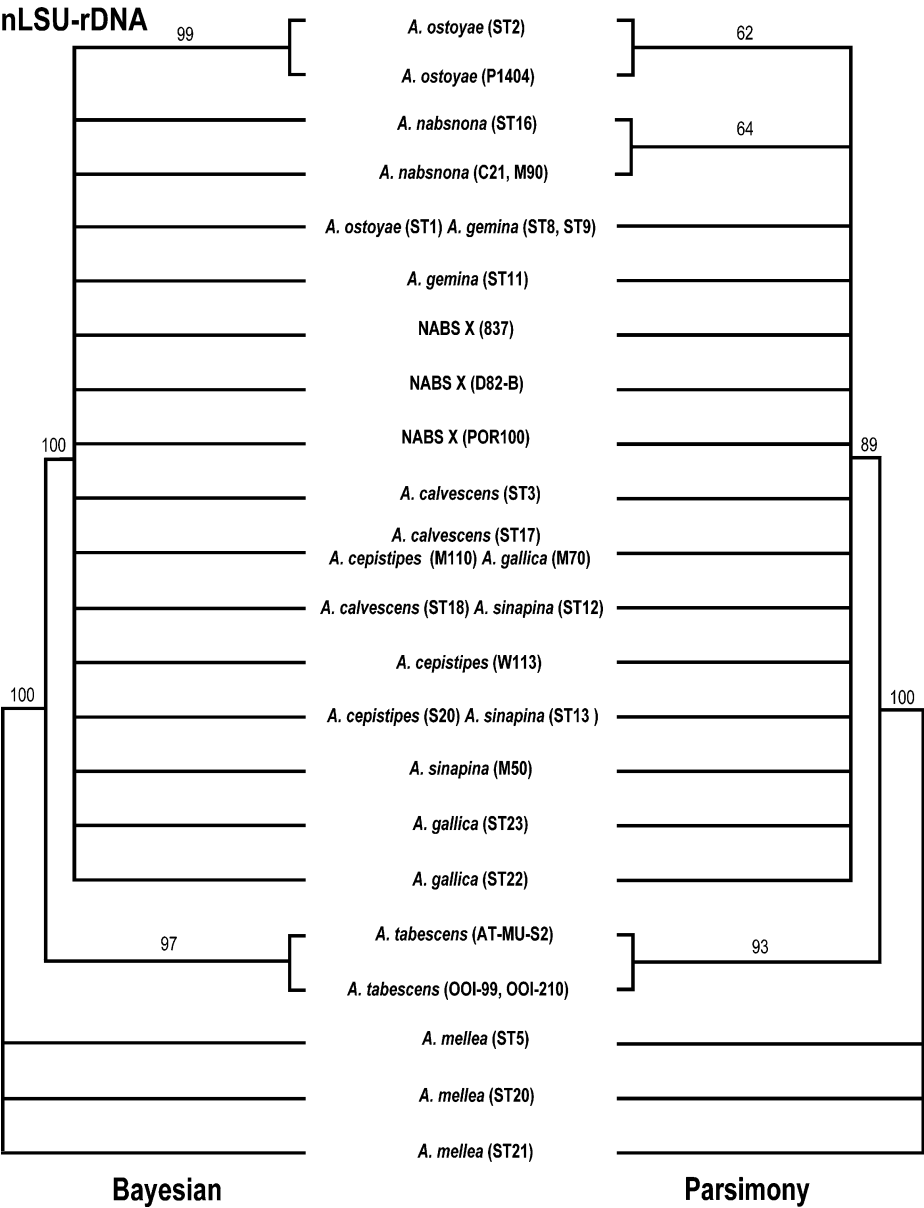 nLSU-rDNA
99
A. ostoyae (ST2)
62
A. ostoyae (P1404)
A. nabsnona (ST16)
64
A. nabsnona (C21, M90)
A. ostoyae (ST1) A. gemina (ST8, ST9)
A. gemina (ST11)
NABS X (837)
NABS X (D82-B)
NABS X (POR100)
100
89
A. calvescens (ST3)
A. calvescens (ST17)
A. cepistipes (M110) A. gallica (M70)
A. calvescens (ST18) A. sinapina (ST12)
A. cepistipes (W113)
100
100
A. cepistipes (S20) A. sinapina (ST13 )
A. sinapina (M50)
A. gallica (ST23)
A. gallica (ST22)
A. tabescens (AT-MU-S2)
97
93
A. tabescens (OOI-99, OOI-210)
A. mellea (ST5)
A. mellea (ST20)
A. mellea (ST21)
Bayesian
Parsimony